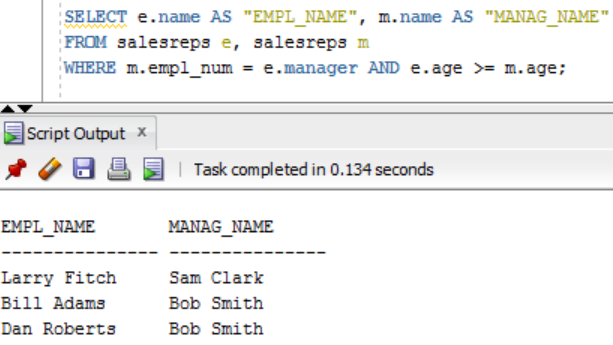 SELECT e.name AS "EMPL_NAME", m.name AS "MANAG_NAME"
FROM salesreps e, salesreps m
WHERE m.empl_num = e.manager AND e.age >= m.age;
Script Output x
Task completed in 0.134 seconds
EMPL_NAME MANAG_NAME
--------------- ---------------
Larry Fitch Sam Clark
Bill Adams Bob Smith
Dan Roberts Bob Smith